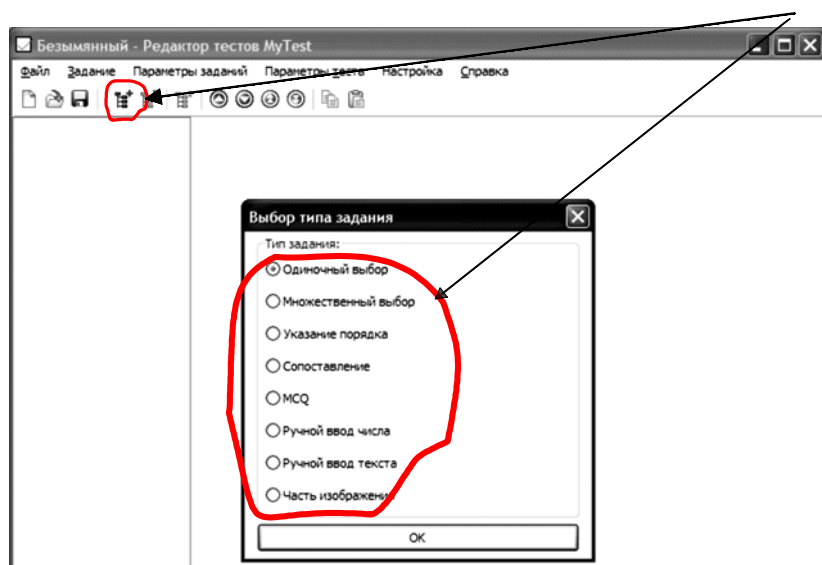 Безымянный - Редактор тестов MyTest
Файл Задание Параметры заданий Параметры теста Настройка Справка
Выбор типа задания
Тип задания:
Одиночный выбор
Множественный выбор
Указание порядка
Сопоставление
MCQ
Ручной ввод числа
Ручной ввод текста
Часть изображения
OK